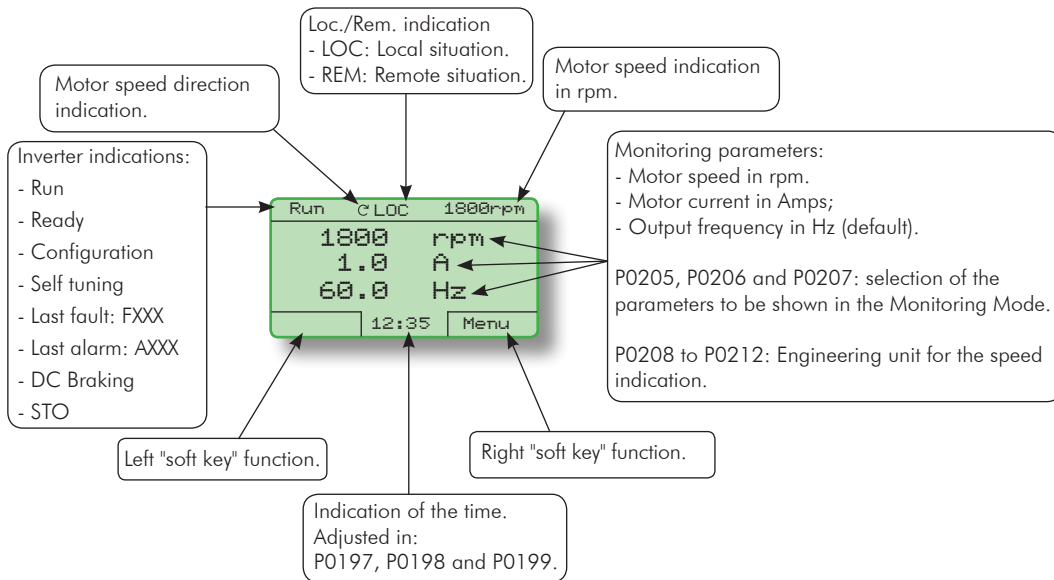 Loc./Rem. indication
- LOC: Local situation.
- REM: Remote situation.
Motor speed direction
indication.
Motor speed indication
in rpm.
Inverter indications:
- Run
- Ready
- Configuration
- Self tuning
- Last fault: FXXX
- Last alarm: AXXX
- DC Braking
- STO
Run ↻ LOC 1800rpm
1800 rpm
1.0 A
60.0 Hz
12:35 Menu
Monitoring parameters:
- Motor speed in rpm.
- Motor current in Amps;
- Output frequency in Hz (default).
P0205, P0206 and P0207: selection of the
parameters to be shown in the Monitoring Mode.
P0208 to P0212: Engineering unit for the speed
indication.
Left "soft key" function.
Right "soft key" function.
Indication of the time.
Adjusted in:
P0197, P0198 and P0199.